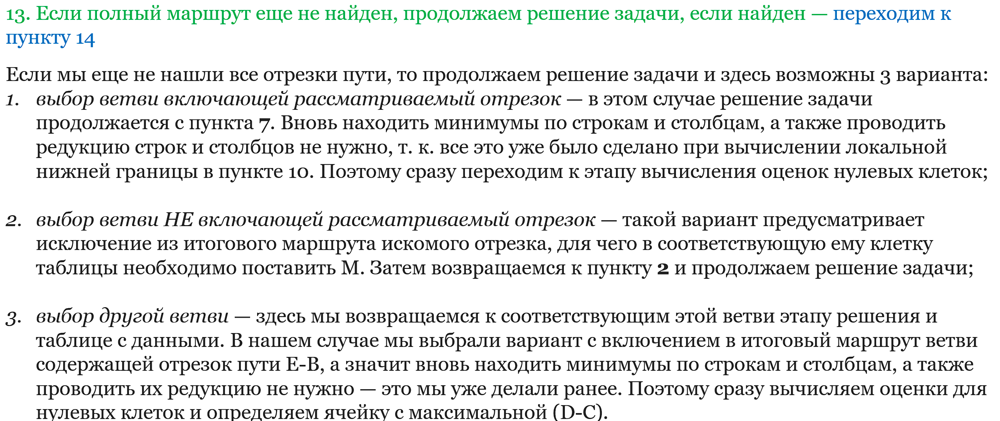 13. Если полный маршрут еще не найден, продолжаем решение задачи, если найден — переходим к
пункту 14
Если мы еще не нашли все отрезки пути, то продолжаем решение задачи и здесь возможны 3 варианта:
1. выбор ветви включающей рассматриваемый отрезок — в этом случае решение задачи
продолжается с пункта 7. Вновь находить минимумы по строкам и столбцам, а также проводить
редукцию строк и столбцов не нужно, т. к. все это уже было сделано при вычислении локальной
нижней границы в пункте 10. Поэтому сразу переходим к этапу вычисления оценок нулевых клеток;
2. выбор ветви НЕ включающей рассматриваемый отрезок — такой вариант предусматривает
исключение из итогового маршрута искомого отрезка, для чего в соответствующую ему клетку
таблицы необходимо поставить М. Затем возвращаемся к пункту 2 и продолжаем решение задачи;
3. выбор другой ветви — здесь мы возвращаемся к соответствующим этой ветви этапу решения и
таблице с данными. В нашем случае мы выбрали вариант с включением в итоговый маршрут ветви
содержащей отрезок пути E-B, а значит вновь находить минимумы по строкам и столбцам, а также
проводить их редукцию не нужно — это мы уже делали ранее. Поэтому сразу вычисляем оценки для
нулевых клеток и определяем ячейку с максимальной (D-C).